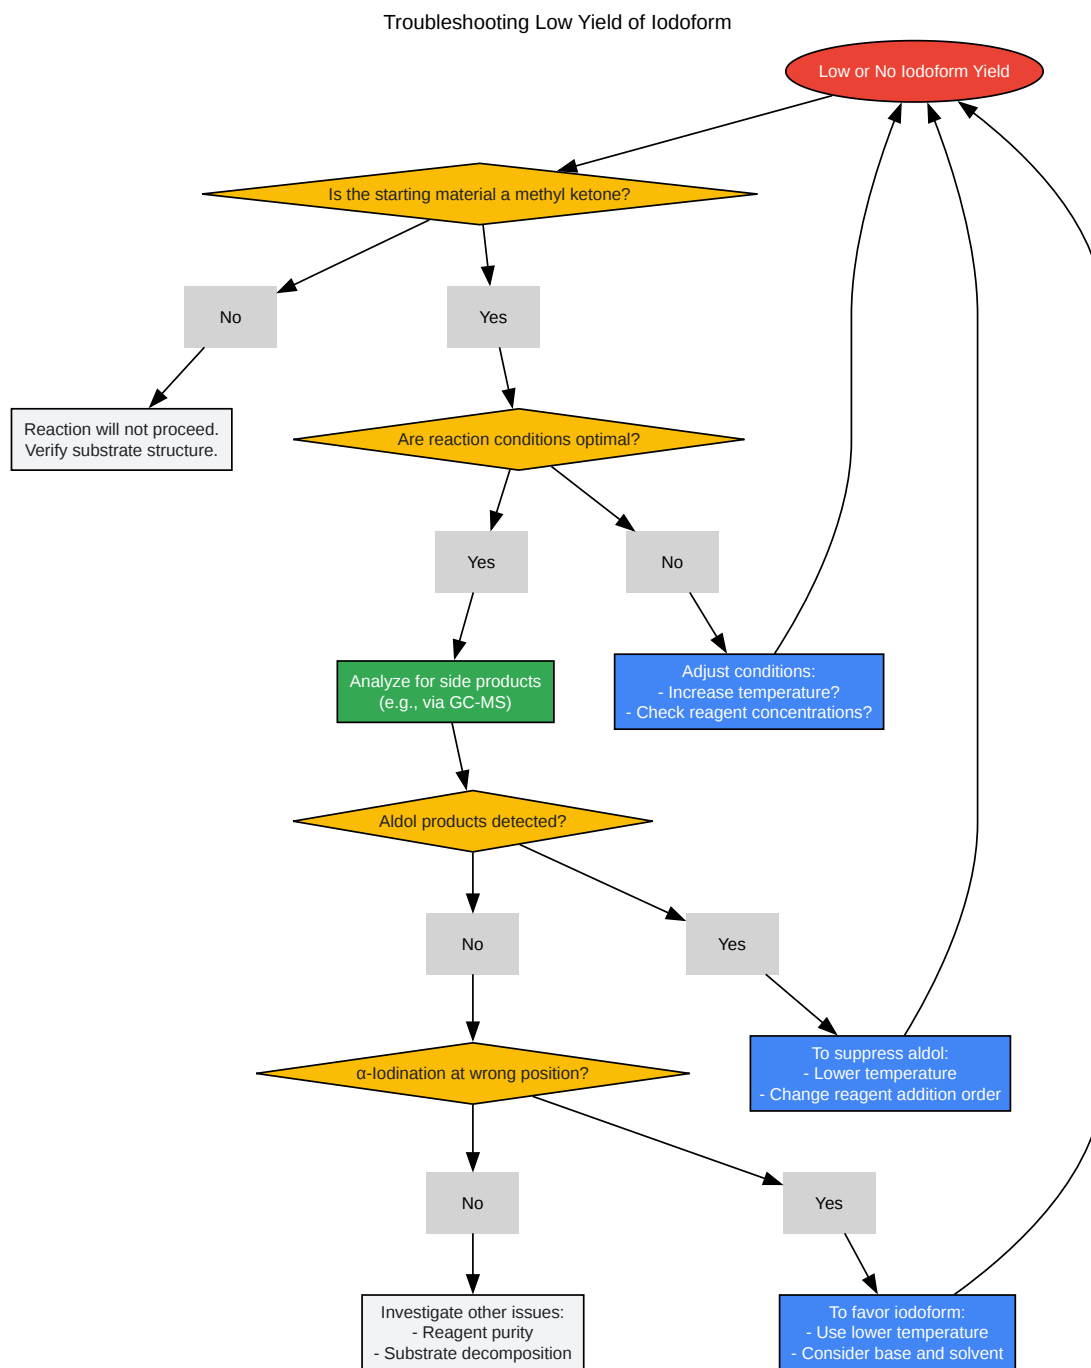 Troubleshooting Low Yield of Iodoform
Low or No Iodoform Yield
Is the starting material a methyl ketone?
No
Yes
Reaction will not proceed.
Verify substrate structure.
Are reaction conditions optimal?
Yes
No
Analyze for side products
(e.g., via GC-MS)
Adjust conditions:
- Increase temperature?
- Check reagent concentrations?
Aldol products detected?
No
Yes
To suppress aldol:
- Lower temperature
- Change reagent addition order
α-Iodination at wrong position?
No
Yes
Investigate other issues:
- Reagent purity
- Substrate decomposition
To favor iodoform:
- Use lower temperature
- Consider base and solvent